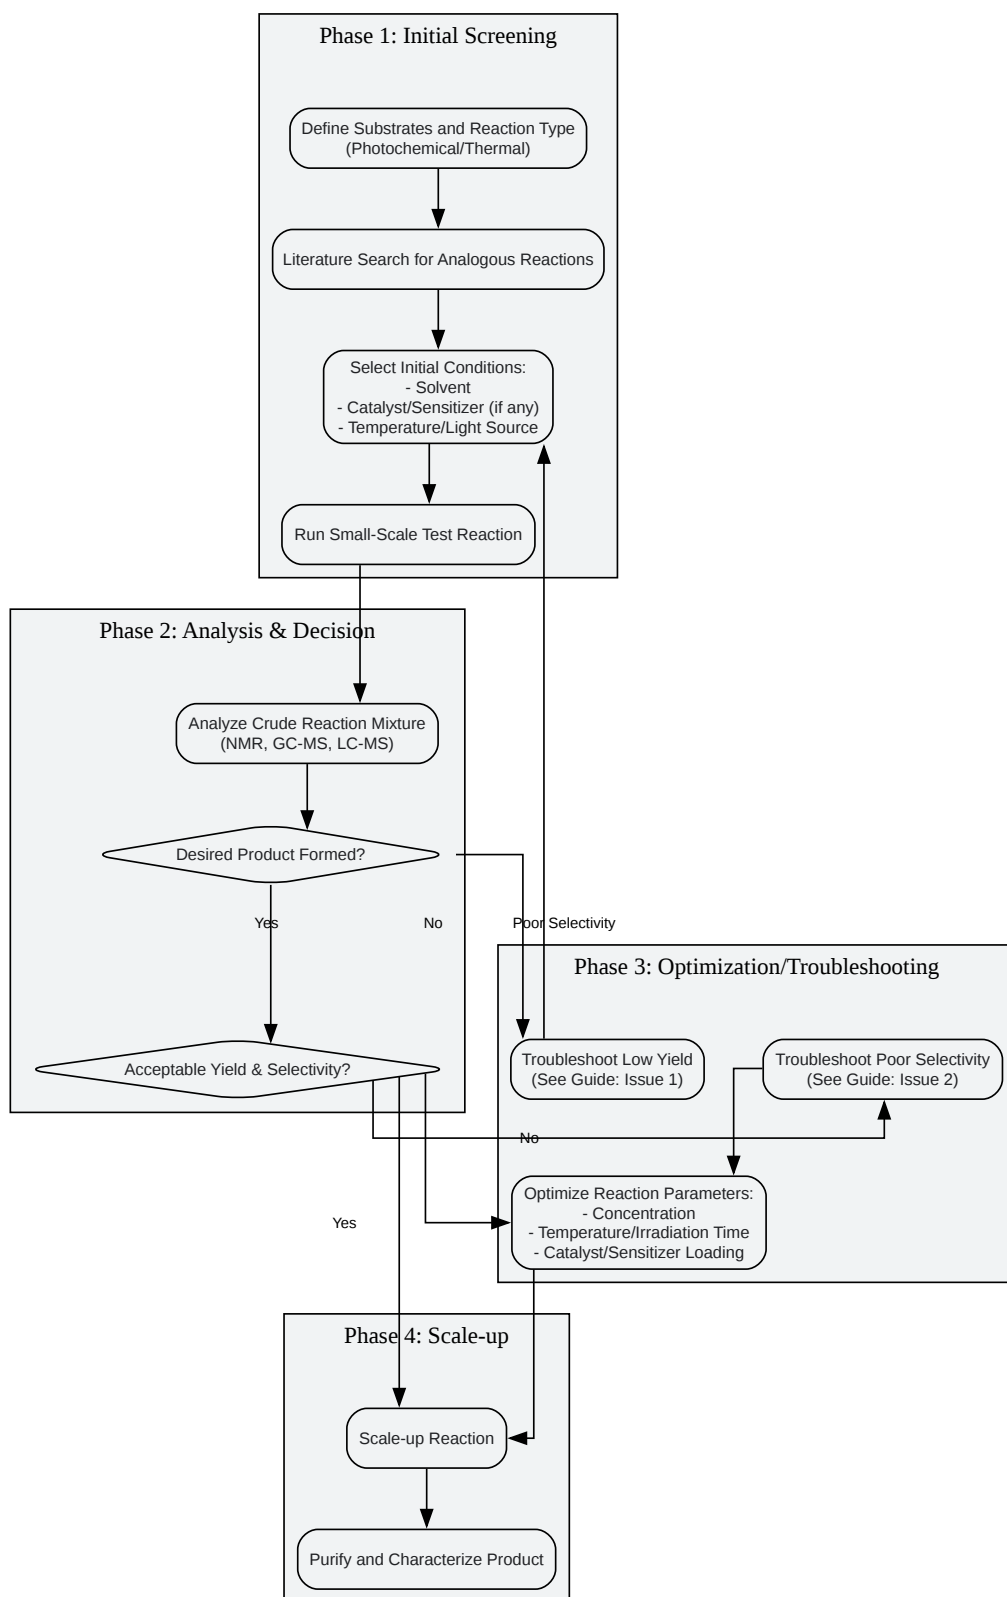 Phase 1: Initial Screening
Define Substrates and Reaction Type
(Photochemical/Thermal)
Literature Search for Analogous Reactions
Select Initial Conditions:
- Solvent
- Catalyst/Sensitizer (if any)
- Temperature/Light Source
Run Small-Scale Test Reaction
Phase 2: Analysis & Decision
Analyze Crude Reaction Mixture
(NMR, GC-MS, LC-MS)
Desired Product Formed?
Yes
No
Poor Selectivity
Phase 3: Optimization/Troubleshooting
Acceptable Yield & Selectivity?
Troubleshoot Low Yield
(See Guide: Issue 1)
Troubleshoot Poor Selectivity
(See Guide: Issue 2)
No
Optimize Reaction Parameters:
- Concentration
- Temperature/Irradiation Time
- Catalyst/Sensitizer Loading
Yes
Phase 4: Scale-up
Scale-up Reaction
Purify and Characterize Product